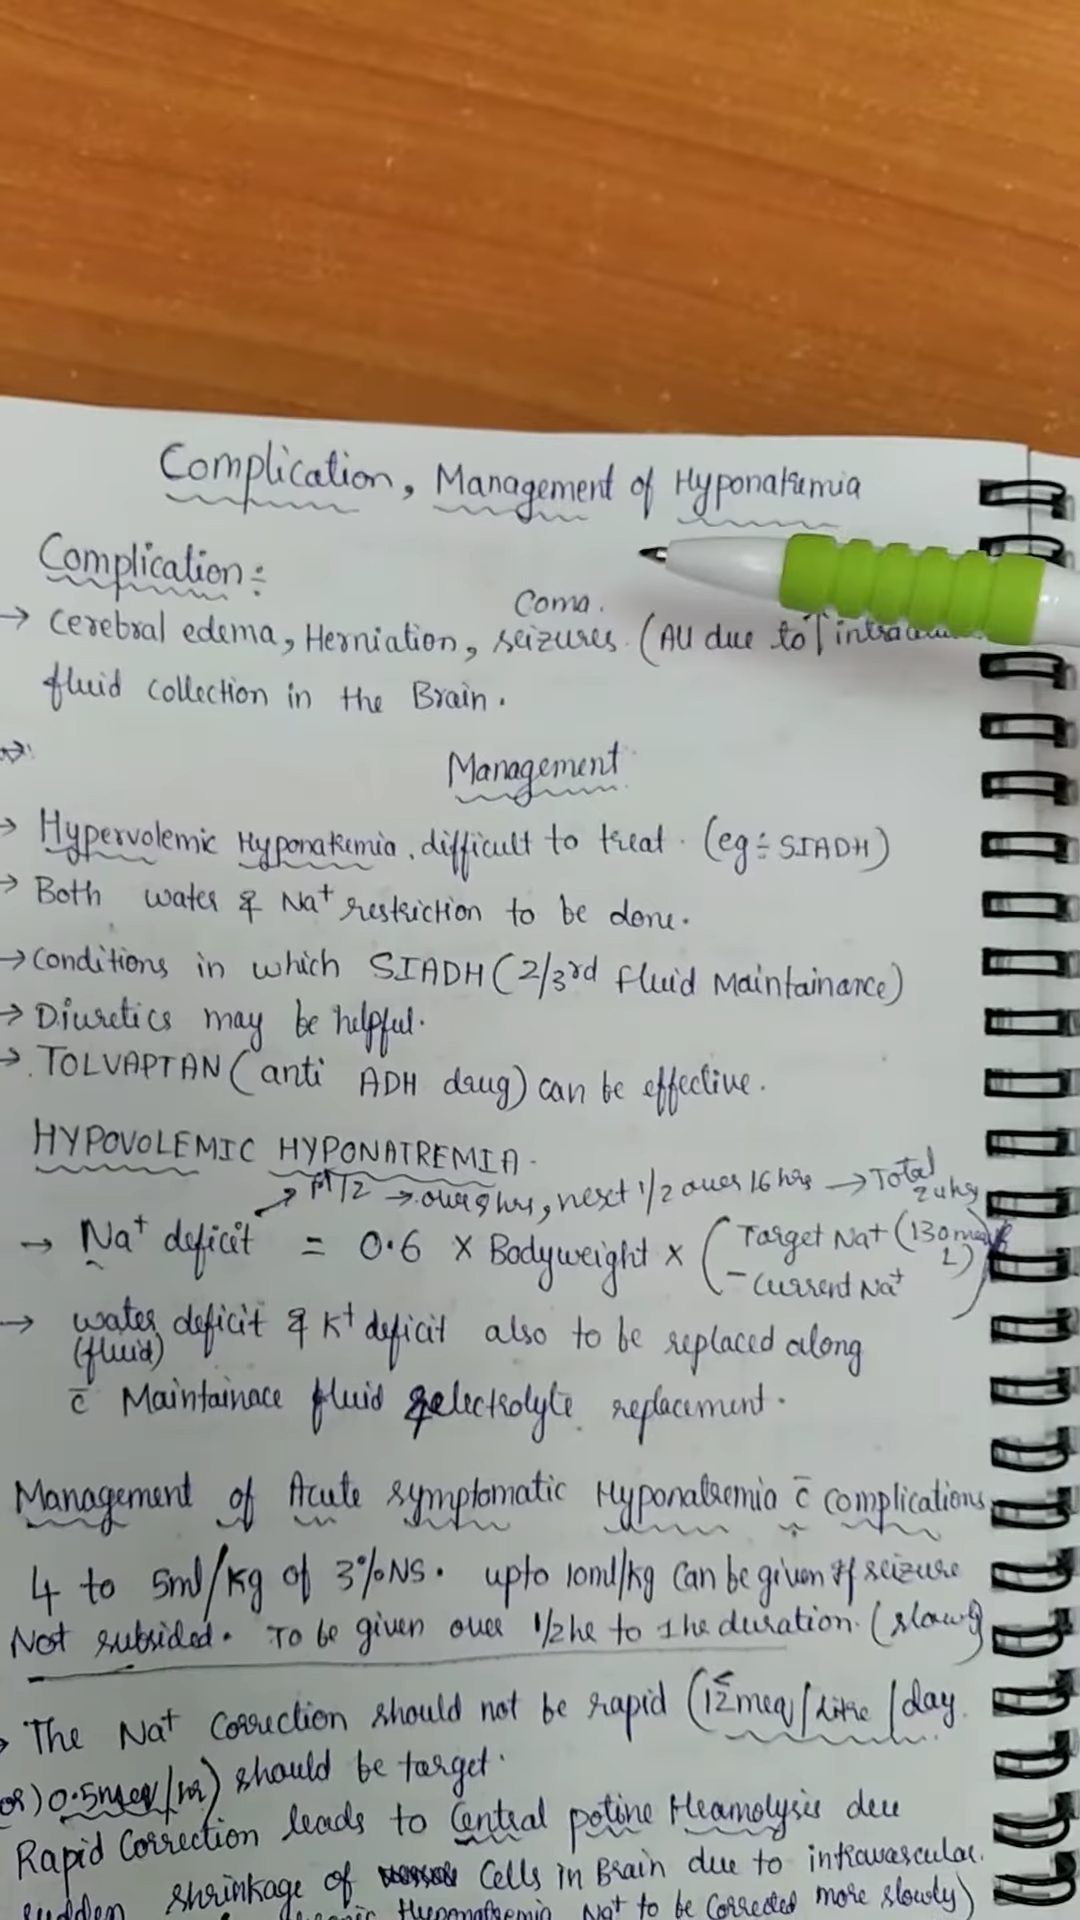 Complication, Management of Hyponatremia
Complication:-
Coma.
→ Cerebral edema, Herniation, seizures. (All due to ↑
fluid collection in the Brain.
Management
→ Hypervolemic Hyponatremia. difficult to treat. (eg:- SIADH)
→ Both water & Na+ restriction to be done.
→ Conditions in which SIADH (2/3rd fluid Maintainance)
→ Diuretics may be helpful.
→ TOLVAPTAN (anti ADH drug) can be effective.
HYPOVOLEMIC HYPONATREMIA.
1/2 → over 8 hrs, next 1/2 over 16 hrs → Total
24 hrs
→ Na+ deficit = 0.6 × Bodyweight × (Target Na+ (130 meq/
L)
- Current Na+)
→ water deficit & K+ deficit also to be replaced along
(fluid)
c̄ Maintainace fluid & electrolyte replacement.
Management of Acute symptomatic Hyponatremia c̄ complications
4 to 5ml/kg of 3%NS. upto 10ml/kg can be given if seizure
Not subsided. To be given over 1/2 hr to 1 hr duration. (slowly)
→ The Na+ Correction should not be rapid (≤12meq/Litre/day
or) 0.5meq/hr) should be target.
Rapid Correction leads to Central potine Heamolysis due
sudden shrinkage of Cells in Brain due to intravascular.
Hyponatremia Na+ to be Corrected more slowly)